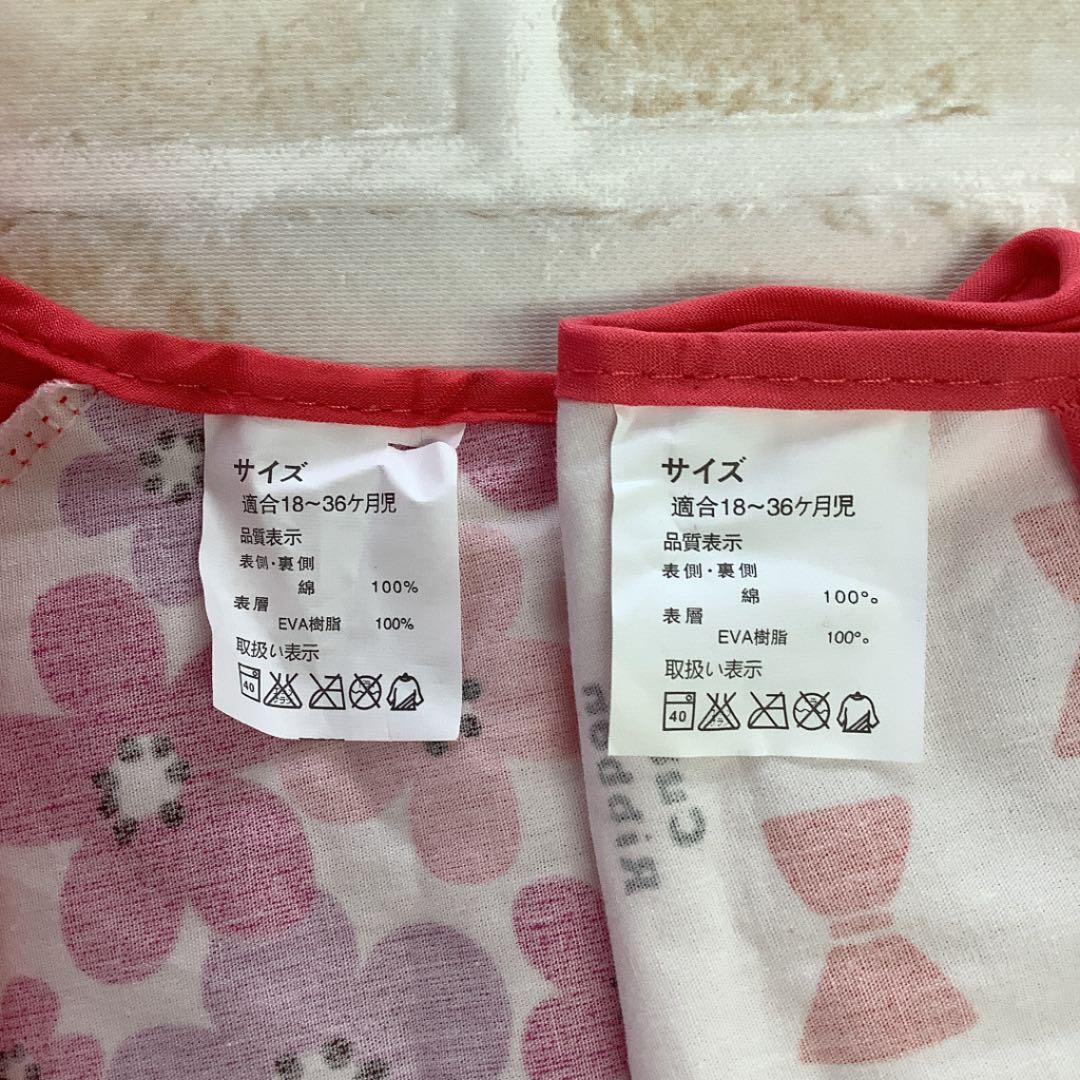 サイズ
適合18～36ケ月児
品質表示
表側・裏側
綿 100%
表層
EVA樹脂 100%
取扱い表示
40
サイズ
適合18～36ケ月児
品質表示
表側・裏側
綿 100°。
表層
EVA樹脂 100°。
取扱い表示
40
Ribbon